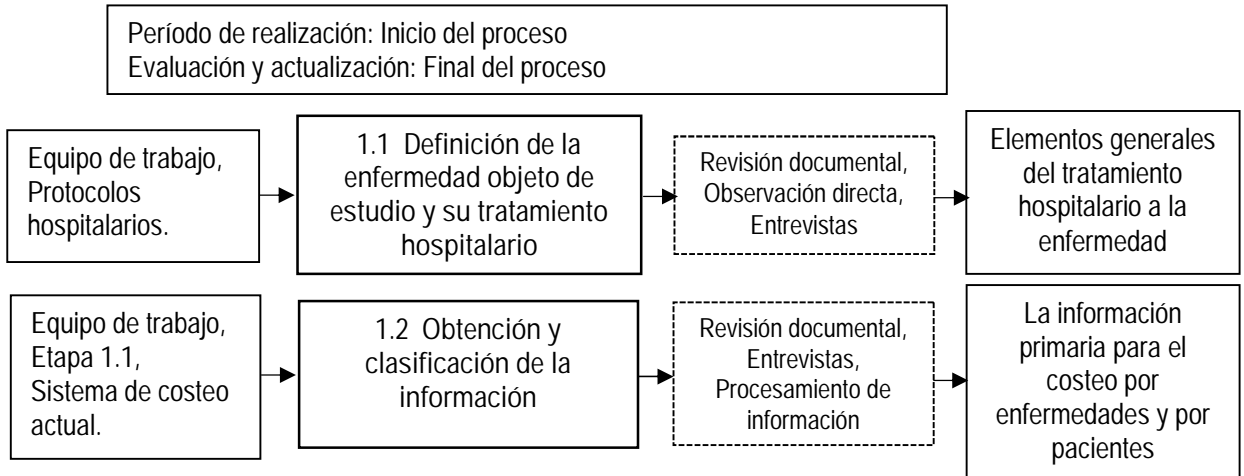 Período de realización: Inicio del proceso
Evaluación y actualización: Final del proceso
Equipo de trabajo,
Protocolos
hospitalarios.
1.1 Definición de la
enfermedad objeto de
estudio y su tratamiento
hospitalario
Revisión documental,
Observación directa,
Entrevistas
Elementos generales
del tratamiento
hospitalario a la
enfermedad
Equipo de trabajo,
Etapa 1.1,
Sistema de costeo
actual.
1.2 Obtención y
clasificación de la
información
Revisión documental,
Entrevistas,
Procesamiento de
información
La información
primaria para el
costeo por
enfermedades y por
pacientes